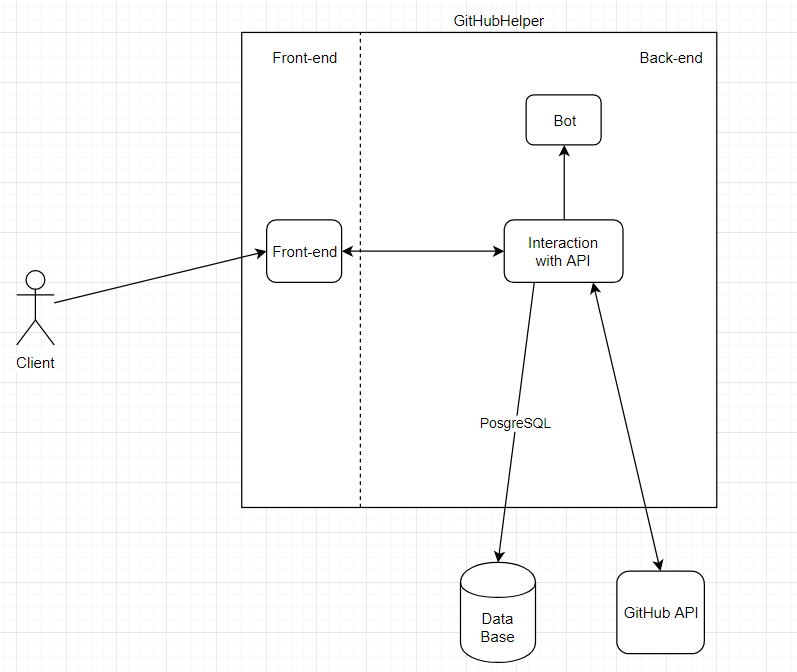 GitHubHelper
Front-end
Back-end
Bot
Front-end
Interaction
with API
Client
PosgreSQL
Data
Base
GitHub API